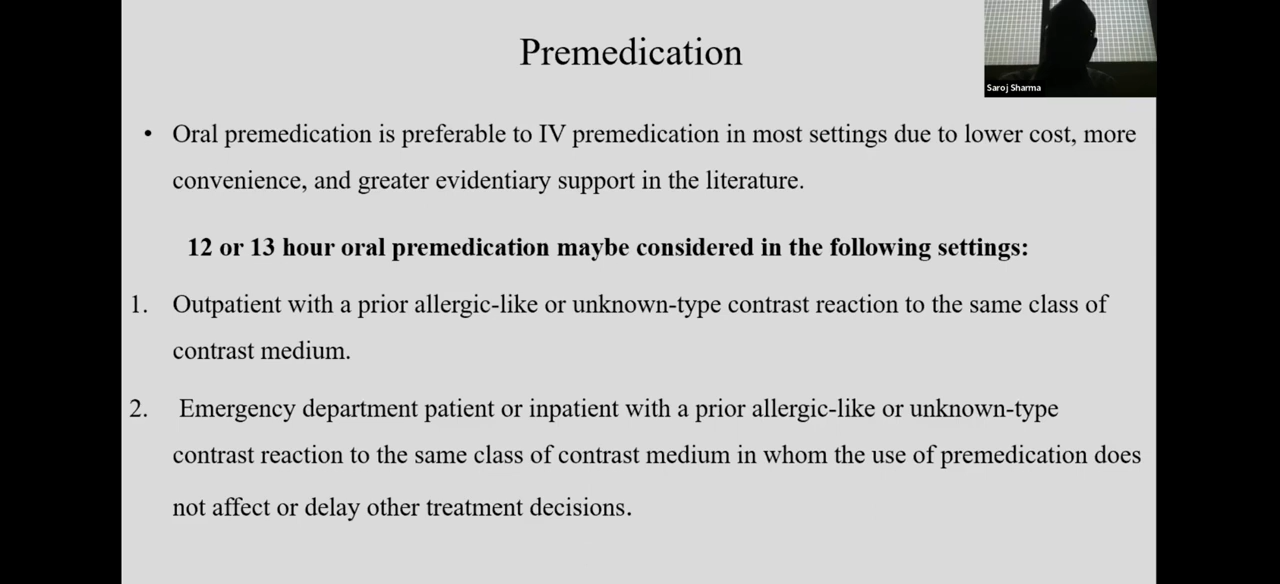 Premedication
Saroj Sharma
• Oral premedication is preferable to IV premedication in most settings due to lower cost, more
convenience, and greater evidentiary support in the literature.
12 or 13 hour oral premedication maybe considered in the following settings:
1. Outpatient with a prior allergic-like or unknown-type contrast reaction to the same class of
contrast medium.
2. Emergency department patient or inpatient with a prior allergic-like or unknown-type
contrast reaction to the same class of contrast medium in whom the use of premedication does
not affect or delay other treatment decisions.